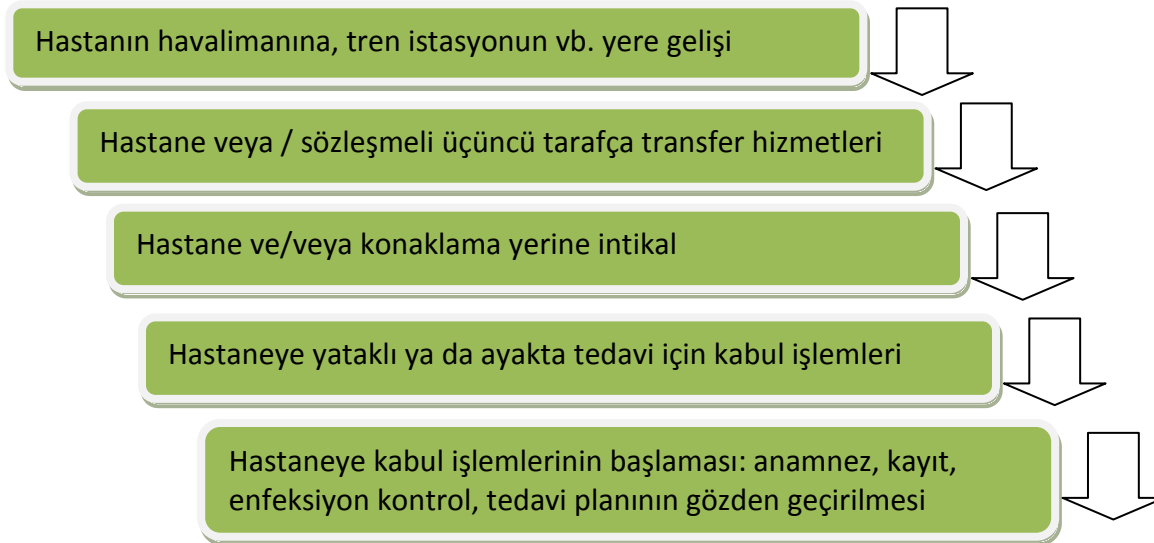 Hastanın havalimanına, tren istasyonun vb. yere gelişi
Hastane veya / sözleşmeli üçüncü tarafça transfer hizmetleri
Hastane ve/veya konaklama yerine intikal
Hastaneye yataklı ya da ayakta tedavi için kabul işlemleri
Hastaneye kabul işlemlerinin başlaması: anamnez, kayıt,
enfeksiyon kontrol, tedavi planının gözden geçirilmesi